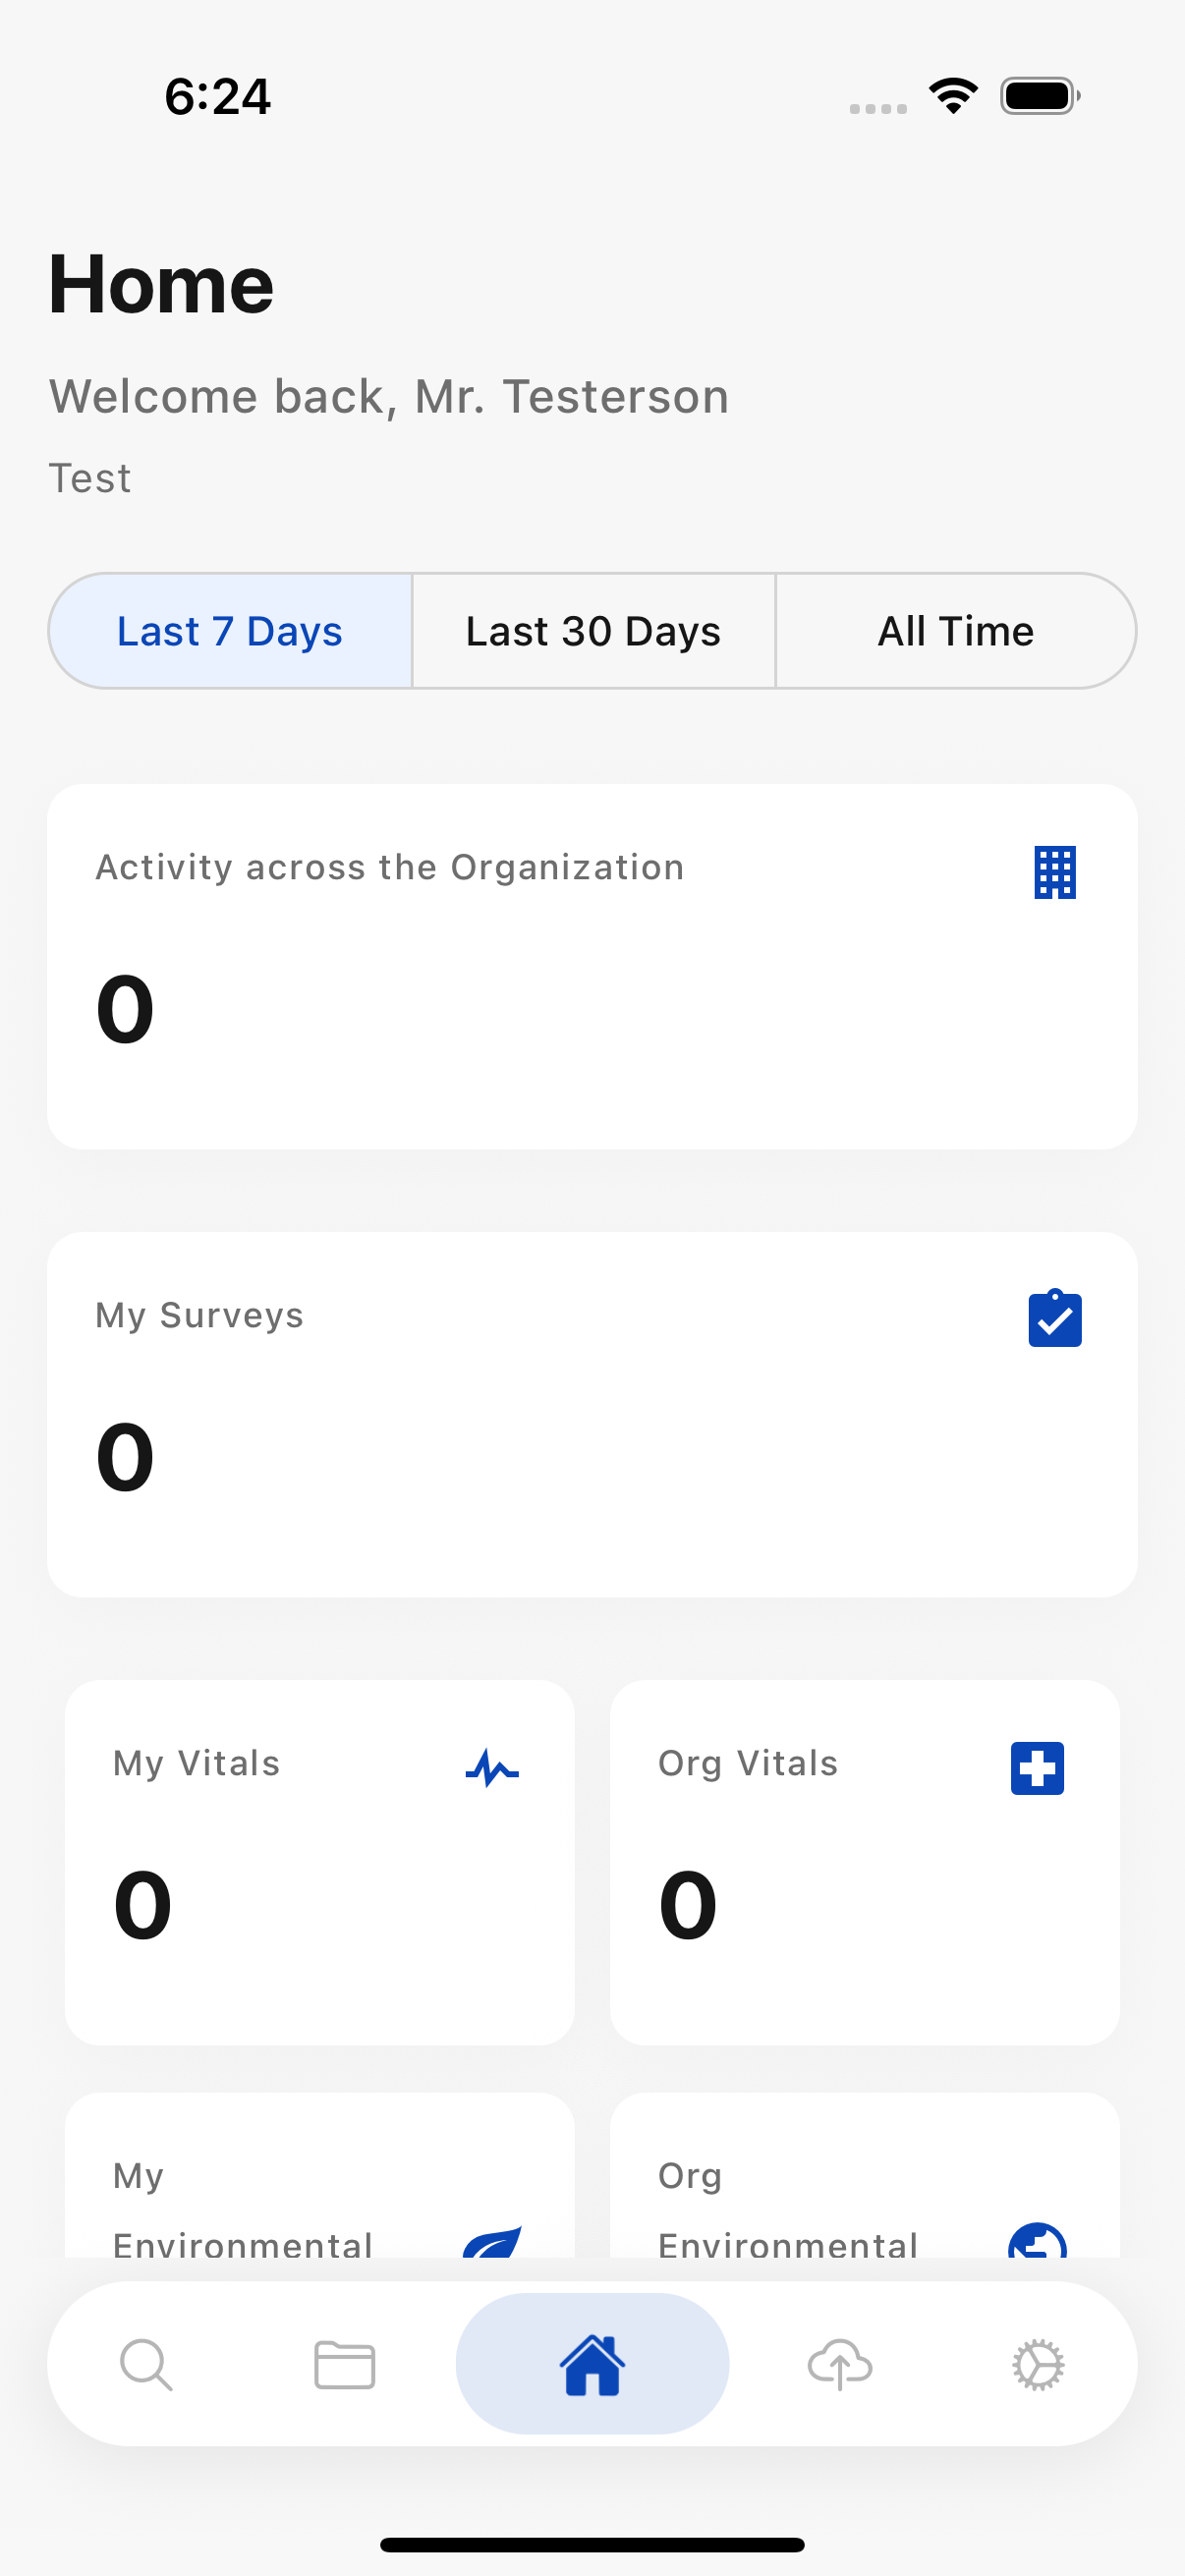 6:24
Home
Welcome back, Mr. Testerson
Test
Last 7 Days
Last 30 Days
All Time
Activity across the Organization
0
My Surveys
0
My Vitals
0
Org Vitals
0
My
Environmental
Org
Environmental